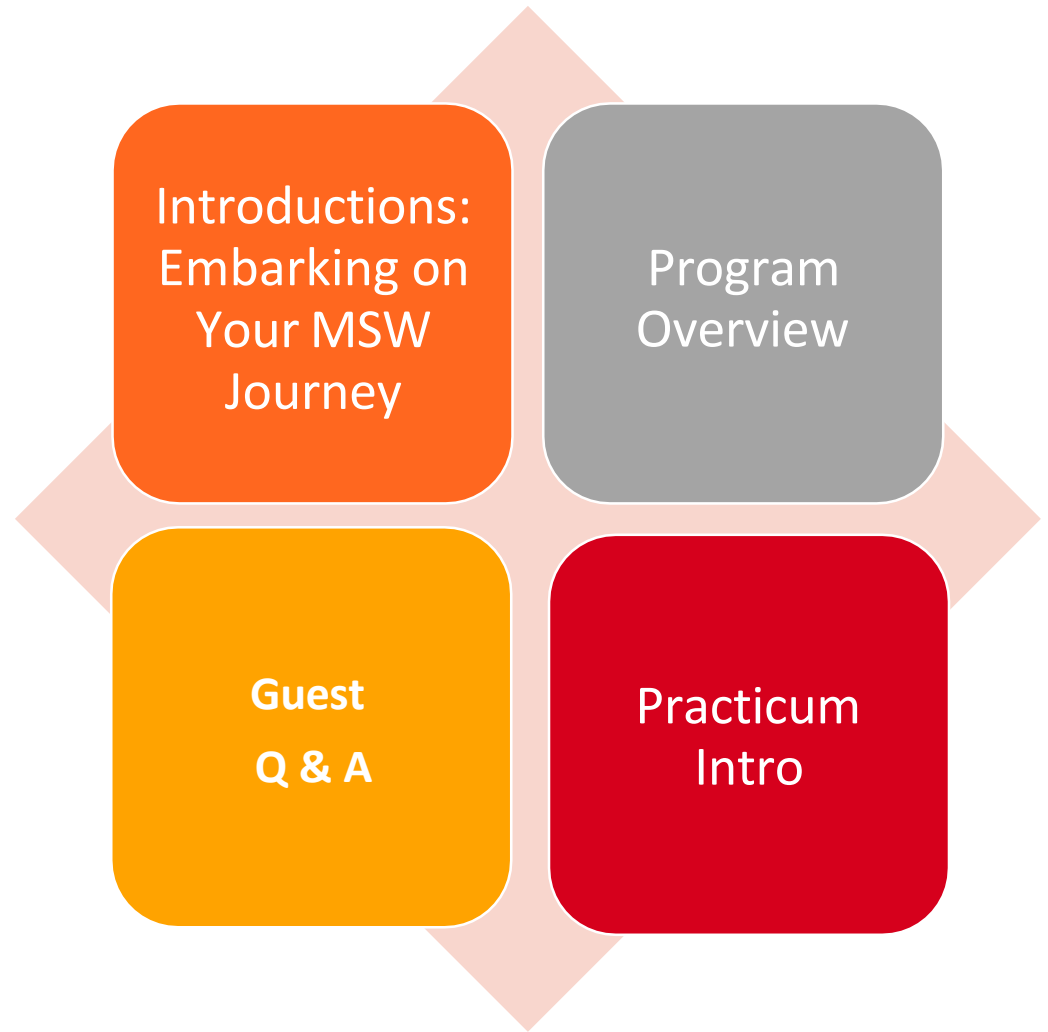 Introductions:
Embarking on
Your MSW
Journey
Program
Overview
Guest
Q & A
Practicum
Intro